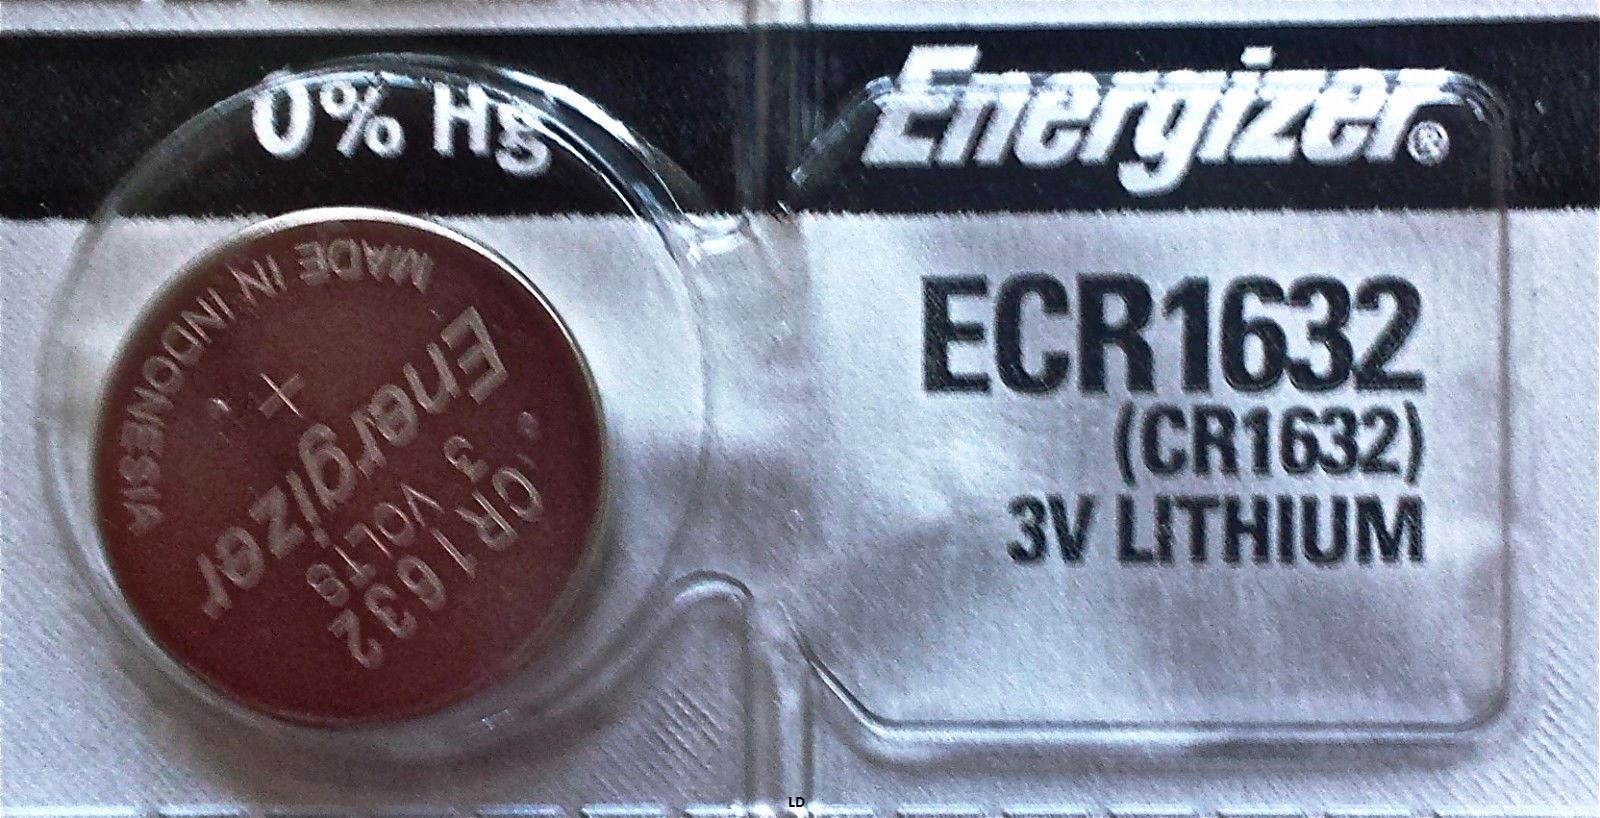 0% Hg
Energizer®
ECR1632
(CR1632)
3V LITHIUM
MADE IN INDONESIA
+
Energizer
3 VOLTS
CR1632
LD